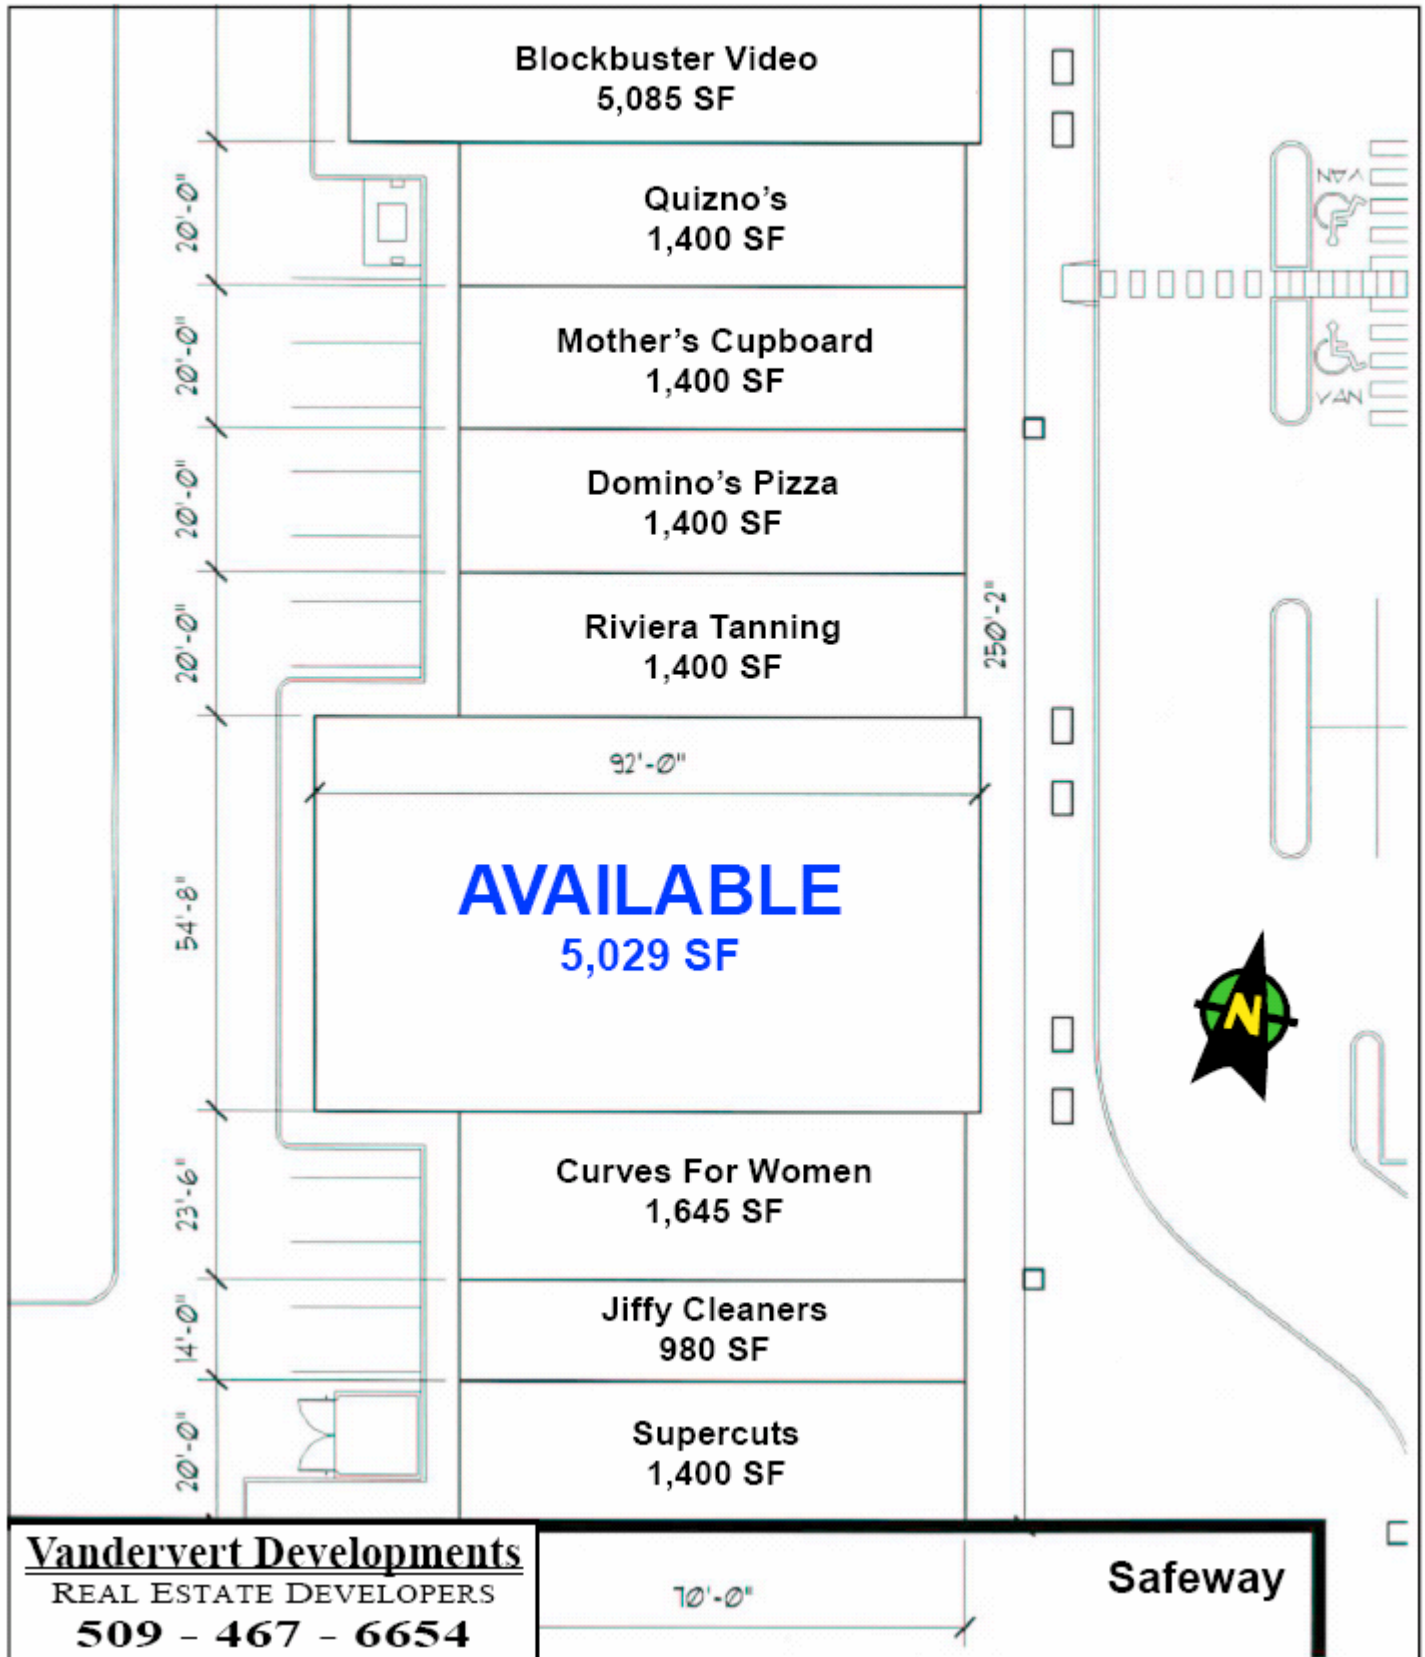 Blockbuster Video
5,085 SF
20'-0"
Quizno's
1,400 SF
VAN
20'-0"
Mother's Cupboard
1,400 SF
VAN
20'-0"
Domino's Pizza
1,400 SF
20'-0"
Riviera Tanning
1,400 SF
250'-2"
92'-0"
54'-8"
AVAILABLE
5,029 SF
N
23'-6"
Curves For Women
1,645 SF
14'-0"
Jiffy Cleaners
980 SF
20'-0"
Supercuts
1,400 SF
Vandervert Developments
REAL ESTATE DEVELOPERS
509 - 467 - 6654
70'-0"
Safeway